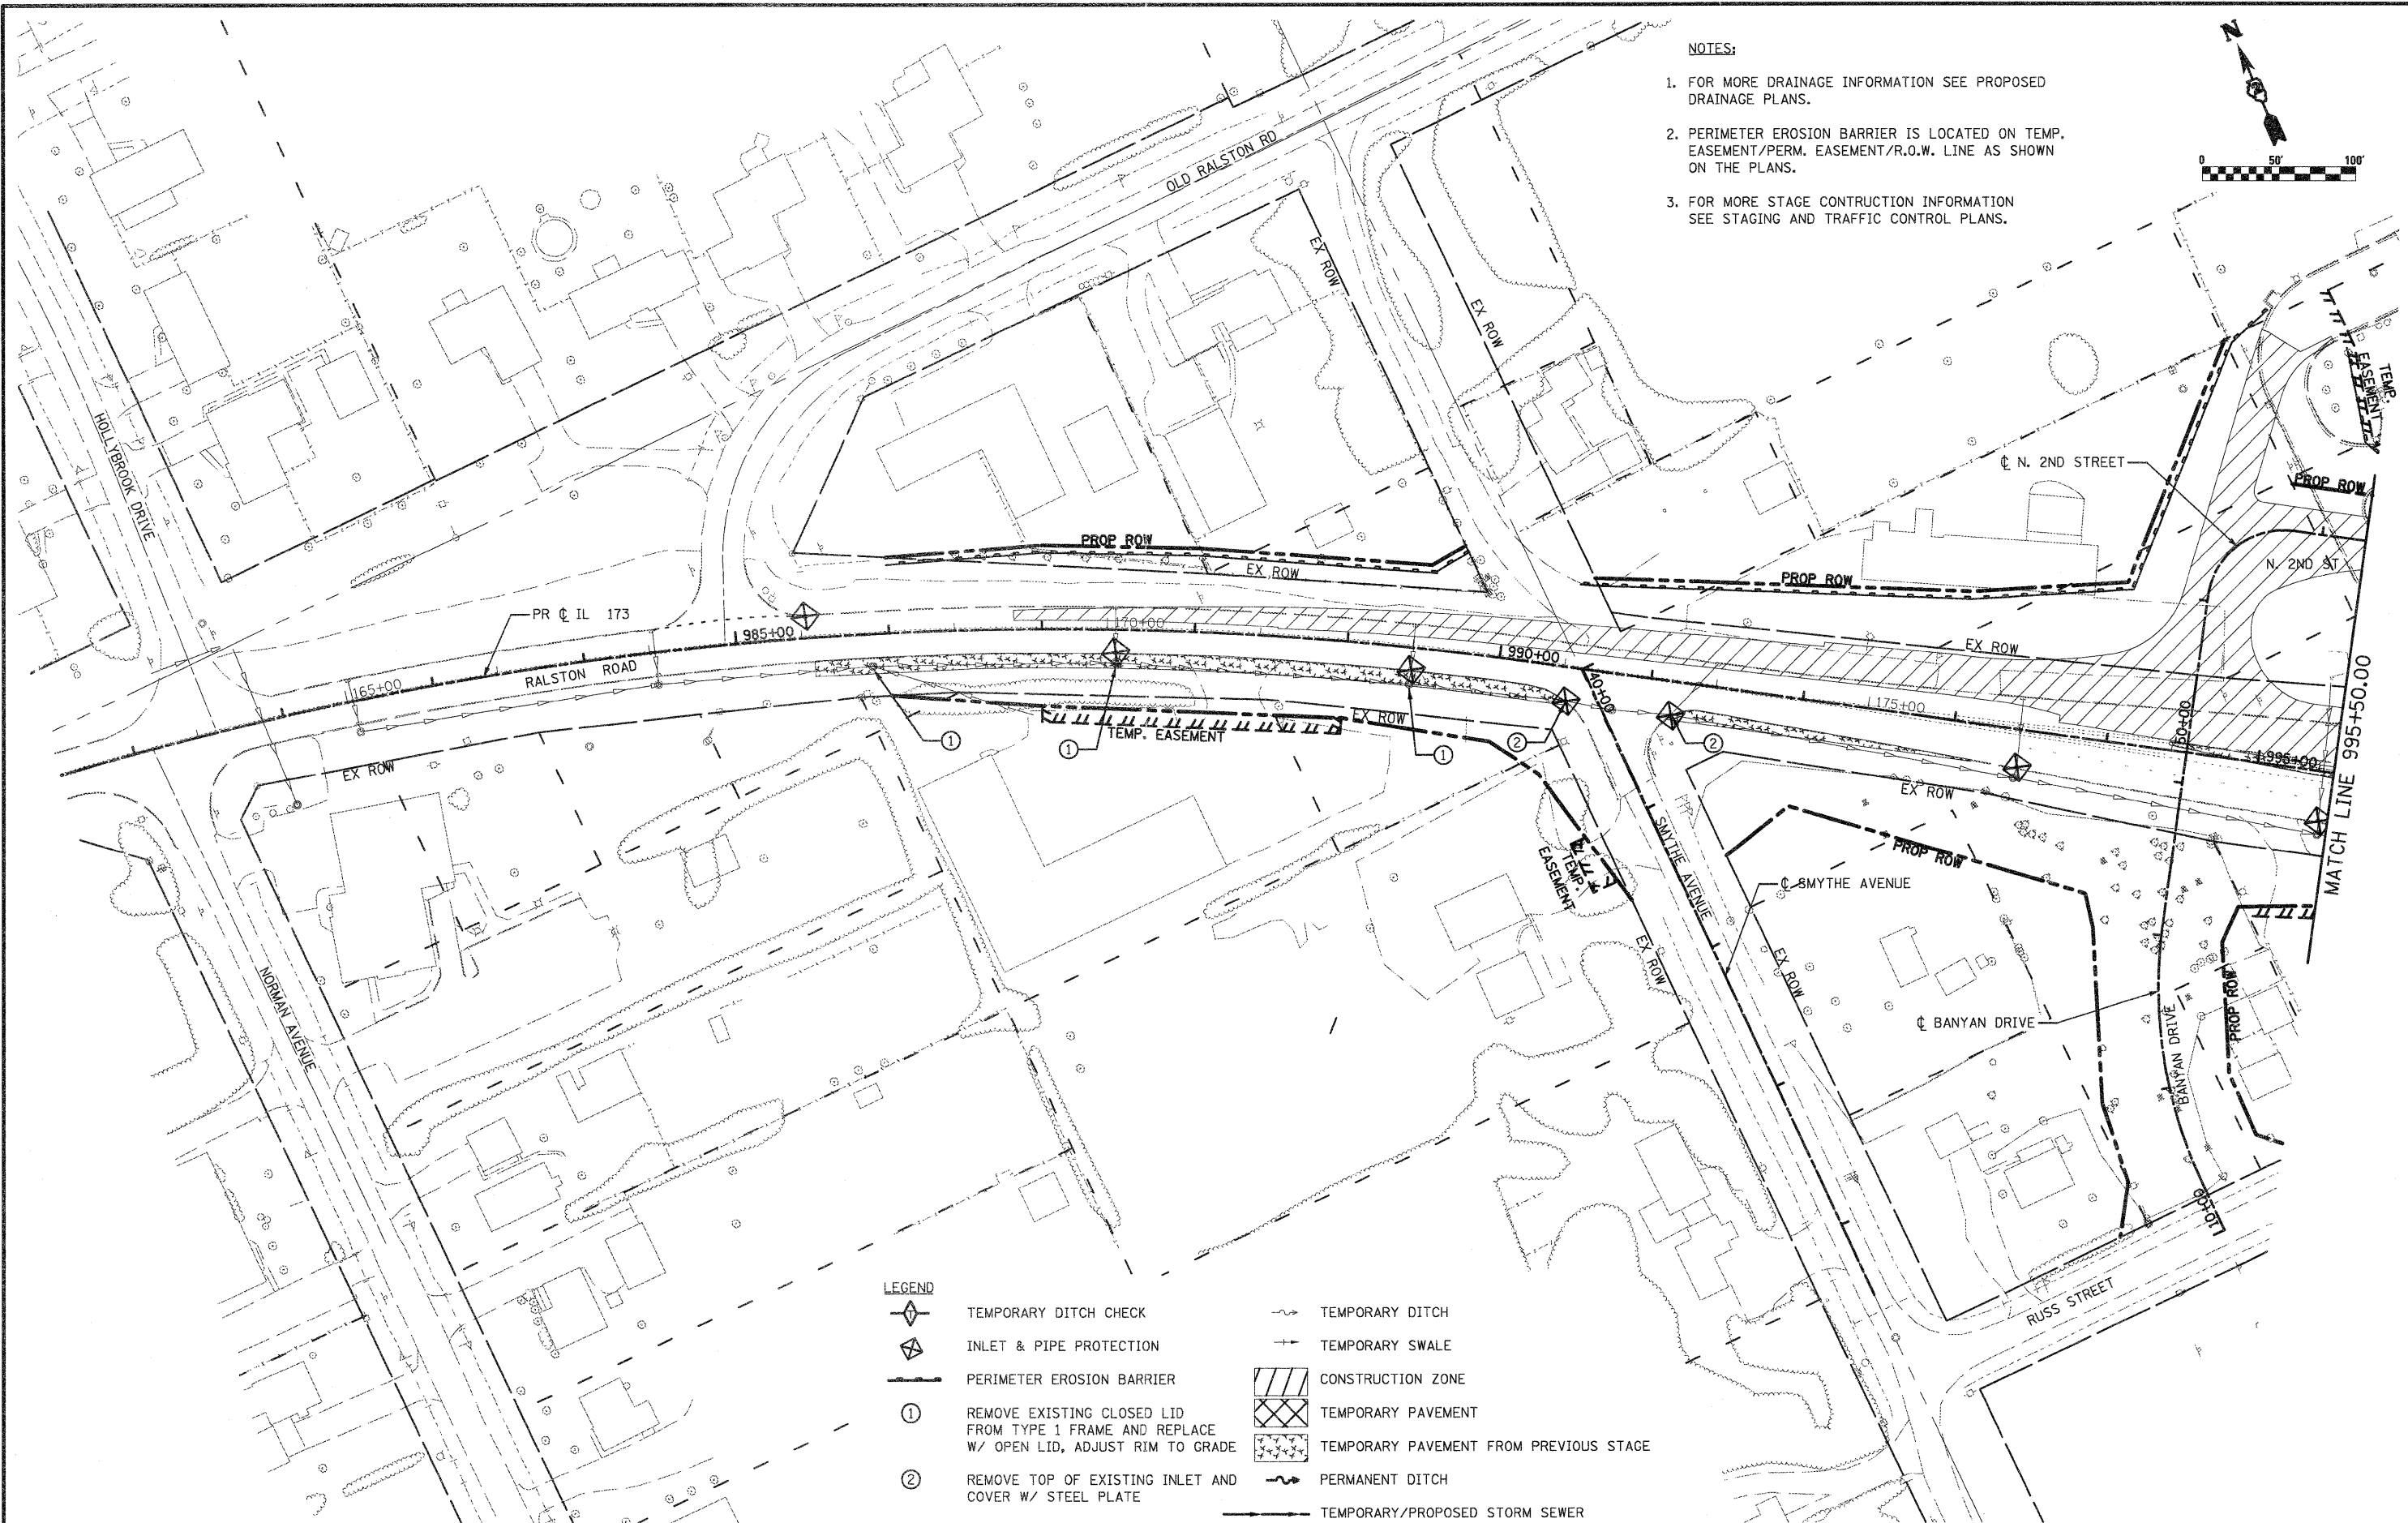 NOTES:
1. FOR MORE DRAINAGE INFORMATION SEE PROPOSED
DRAINAGE PLANS.
2. PERIMETER EROSION BARRIER IS LOCATED ON TEMP.
EASEMENT/PERM. EASEMENT/R.O.W. LINE AS SHOWN
ON THE PLANS.
3. FOR MORE STAGE CONTRUCTION INFORMATION
SEE STAGING AND TRAFFIC CONTROL PLANS.
N
0 50' 100'
OLD RALSTON RD
EX ROW
EX ROW
HOLLYBROOK DRIVE
TEMP.
EASEMENT
℄ N. 2ND STREET
PROP ROW
N. 2ND ST
PROP ROW
EX ROW
PROP ROW
EX ROW
PR ℄ IL 173
985+00
170+00
165+00
RALSTON ROAD
990+00
40+00
175+00
50+00
995+00
MATCH LINE 995+50.00
1
1
1
2
2
TEMP. EASEMENT
EX ROW
EX ROW
EX ROW
PROP ROW
TEMP.
EASEMENT
SMYTHE AVENUE
℄ SMYTHE AVENUE
EX ROW
EX ROW
NORMAN AVENUE
℄ BANYAN DRIVE
BANYAN DRIVE
PROP ROW
10+00
RUSS STREET
LEGEND
T TEMPORARY DITCH CHECK
INLET & PIPE PROTECTION
PERIMETER EROSION BARRIER
1 REMOVE EXISTING CLOSED LID
FROM TYPE 1 FRAME AND REPLACE
W/ OPEN LID, ADJUST RIM TO GRADE
2 REMOVE TOP OF EXISTING INLET AND
COVER W/ STEEL PLATE
TEMPORARY DITCH
TEMPORARY SWALE
CONSTRUCTION ZONE
TEMPORARY PAVEMENT
TEMPORARY PAVEMENT FROM PREVIOUS STAGE
PERMANENT DITCH
TEMPORARY/PROPOSED STORM SEWER